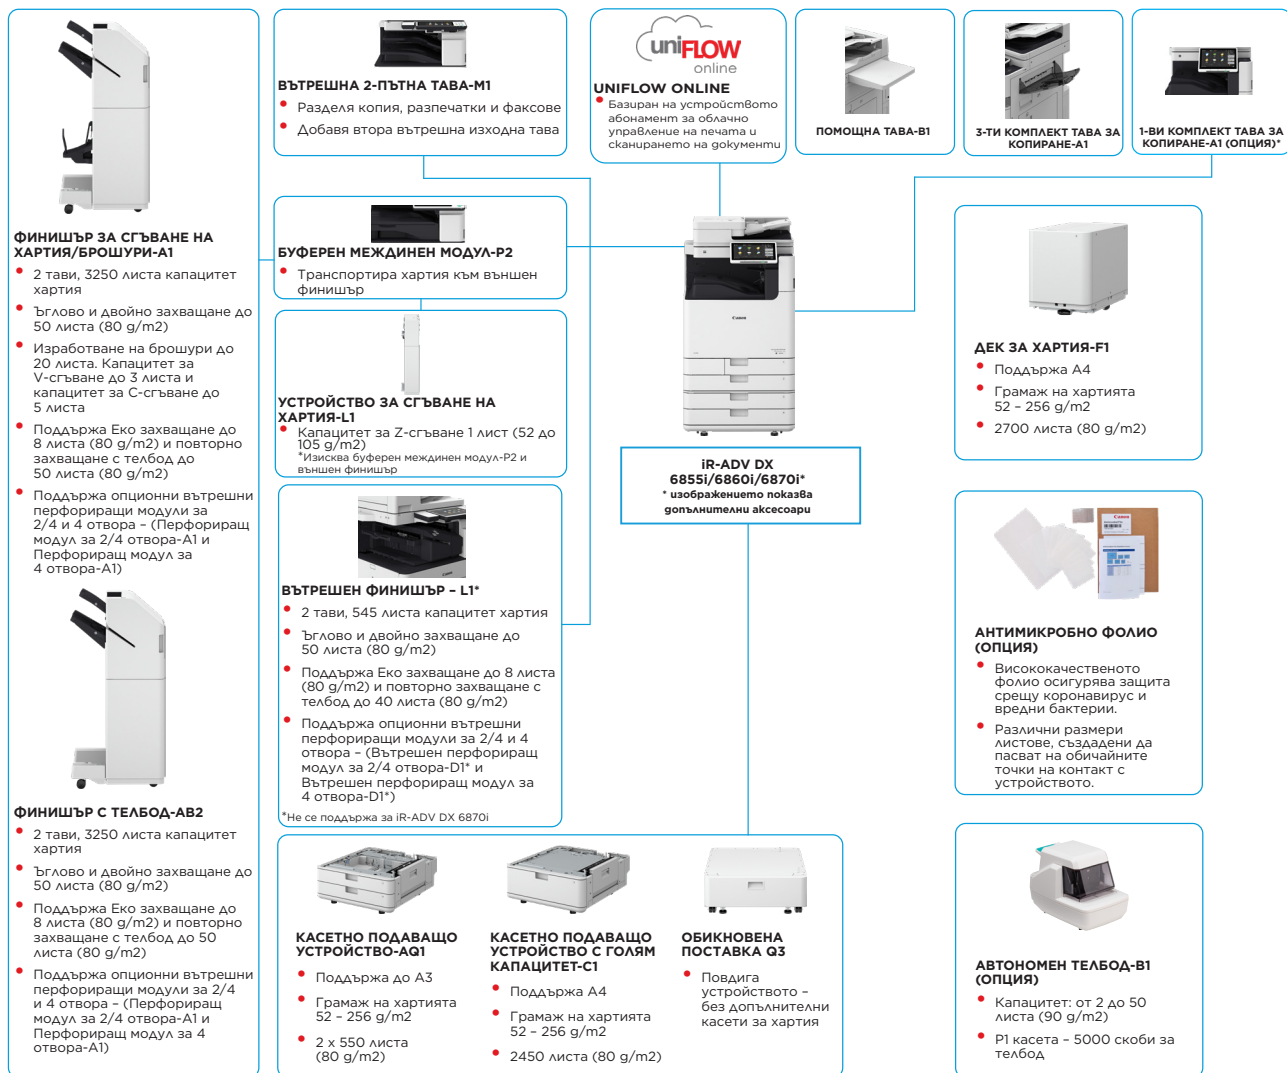 ФИНИШЪР ЗА СГЪВАНЕ НА
ХАРТИЯ/БРОШУРИ-A1
• 2 тави, 3250 листа капацитет
хартия
• Ъглово и двойно захващане до
50 листа (80 g/m2)
• Изработване на брошури до
20 листа. Капацитет за
V-сгъване до 3 листа и
капацитет за C-сгъване до
5 листа
• Поддържа Еко захващане до
8 листа (80 g/m2) и повторно
захващане с телбод до
50 листа (80 g/m2)
• Поддържа опционни вътрешни
перфориращи модули за
2/4 и 4 отвора – (Перфориращ
модул за 2/4 отвора-A1 и
Перфориращ модул за
4 отвора-A1)
ФИНИШЪР С ТЕЛБОД-AB2
• 2 тави, 3250 листа капацитет
хартия
• Ъглово и двойно захващане до
50 листа (80 g/m2)
• Поддържа Еко захващане до
8 листа (80 g/m2) и повторно
захващане с телбод до 50
листа (80 g/m2)
• Поддържа опционни вътрешни
перфориращи модули за 2/4
и 4 отвора – (Перфориращ
модул за 2/4 отвора-A1 и
Перфориращ модул за 4
отвора-A1)
ВЪТРЕШНА 2-ПЪТНА ТАВА-M1
• Разделя копия, разпечатки и факсове
• Добавя втора вътрешна изходна тава
БУФЕРЕН МЕЖДИНЕН МОДУЛ-P2
• Транспортира хартия към външен
финишър
УСТРОЙСТВО ЗА СГЪВАНЕ НА
ХАРТИЯ-L1
• Капацитет за Z-сгъване 1 лист (52 до
105 g/m2)
*Изисква буферен междинен модул-P2 и
външен финишър
ВЪТРЕШЕН ФИНИШЪР – L1*
• 2 тави, 545 листа капацитет хартия
• Ъглово и двойно захващане до
50 листа (80 g/m2)
• Поддържа Еко захващане до 8 листа
(80 g/m2) и повторно захващане с
телбод до 40 листа (80 g/m2)
• Поддържа опционни вътрешни
перфориращи модули за 2/4 и 4
отвора – (Вътрешен перфориращ
модул за 2/4 отвора-D1* и
Вътрешен перфориращ модул за
4 отвора-D1*)
*Не се поддържа за iR-ADV DX 6870i
uniFLOW
online
UNIFLOW ONLINE
• Базиран на устройството
абонамент за облачно
управление на печата и
сканирането на документи
ПОМОЩНА ТАВА-B1
3-ТИ КОМПЛЕКТ ТАВА ЗА
КОПИРАНЕ-A1
1-ВИ КОМПЛЕКТ ТАВА ЗА
КОПИРАНЕ-A1 (ОПЦИЯ)*
Canon
iR-ADV DX
6855i/6860i/6870i*
* изображението показва
допълнителни аксесоари
КАСЕТНО ПОДАВАЩО
УСТРОЙСТВО-AQ1
• Поддържа до A3
• Грамаж на хартията
52 – 256 g/m2
• 2 x 550 листа
(80 g/m2)
КАСЕТНО ПОДАВАЩО
УСТРОЙСТВО С ГОЛЯМ
КАПАЦИТЕТ-C1
• Поддържа A4
• Грамаж на хартията
52 – 256 g/m2
• 2450 листа (80 g/m2)
ОБИКНОВЕНА
ПОСТАВКА Q3
• Повдига
устройството –
без допълнителни
касети за хартия
ДЕК ЗА ХАРТИЯ-F1
• Поддържа A4
• Грамаж на хартията
52 – 256 g/m2
• 2700 листа (80 g/m2)
Canon
АНТИМИКРОБНО ФОЛИО
(ОПЦИЯ)
• Висококачественото
фолио осигурява защита
срещу коронавирус и
вредни бактерии.
• Различни размери
листове, създадени да
пасват на обичайните
точки на контакт с
устройството.
АВТОНОМЕН ТЕЛБОД-B1
(ОПЦИЯ)
• Капацитет: от 2 до 50
листа (90 g/m2)
• P1 касета – 5000 скоби за
телбод